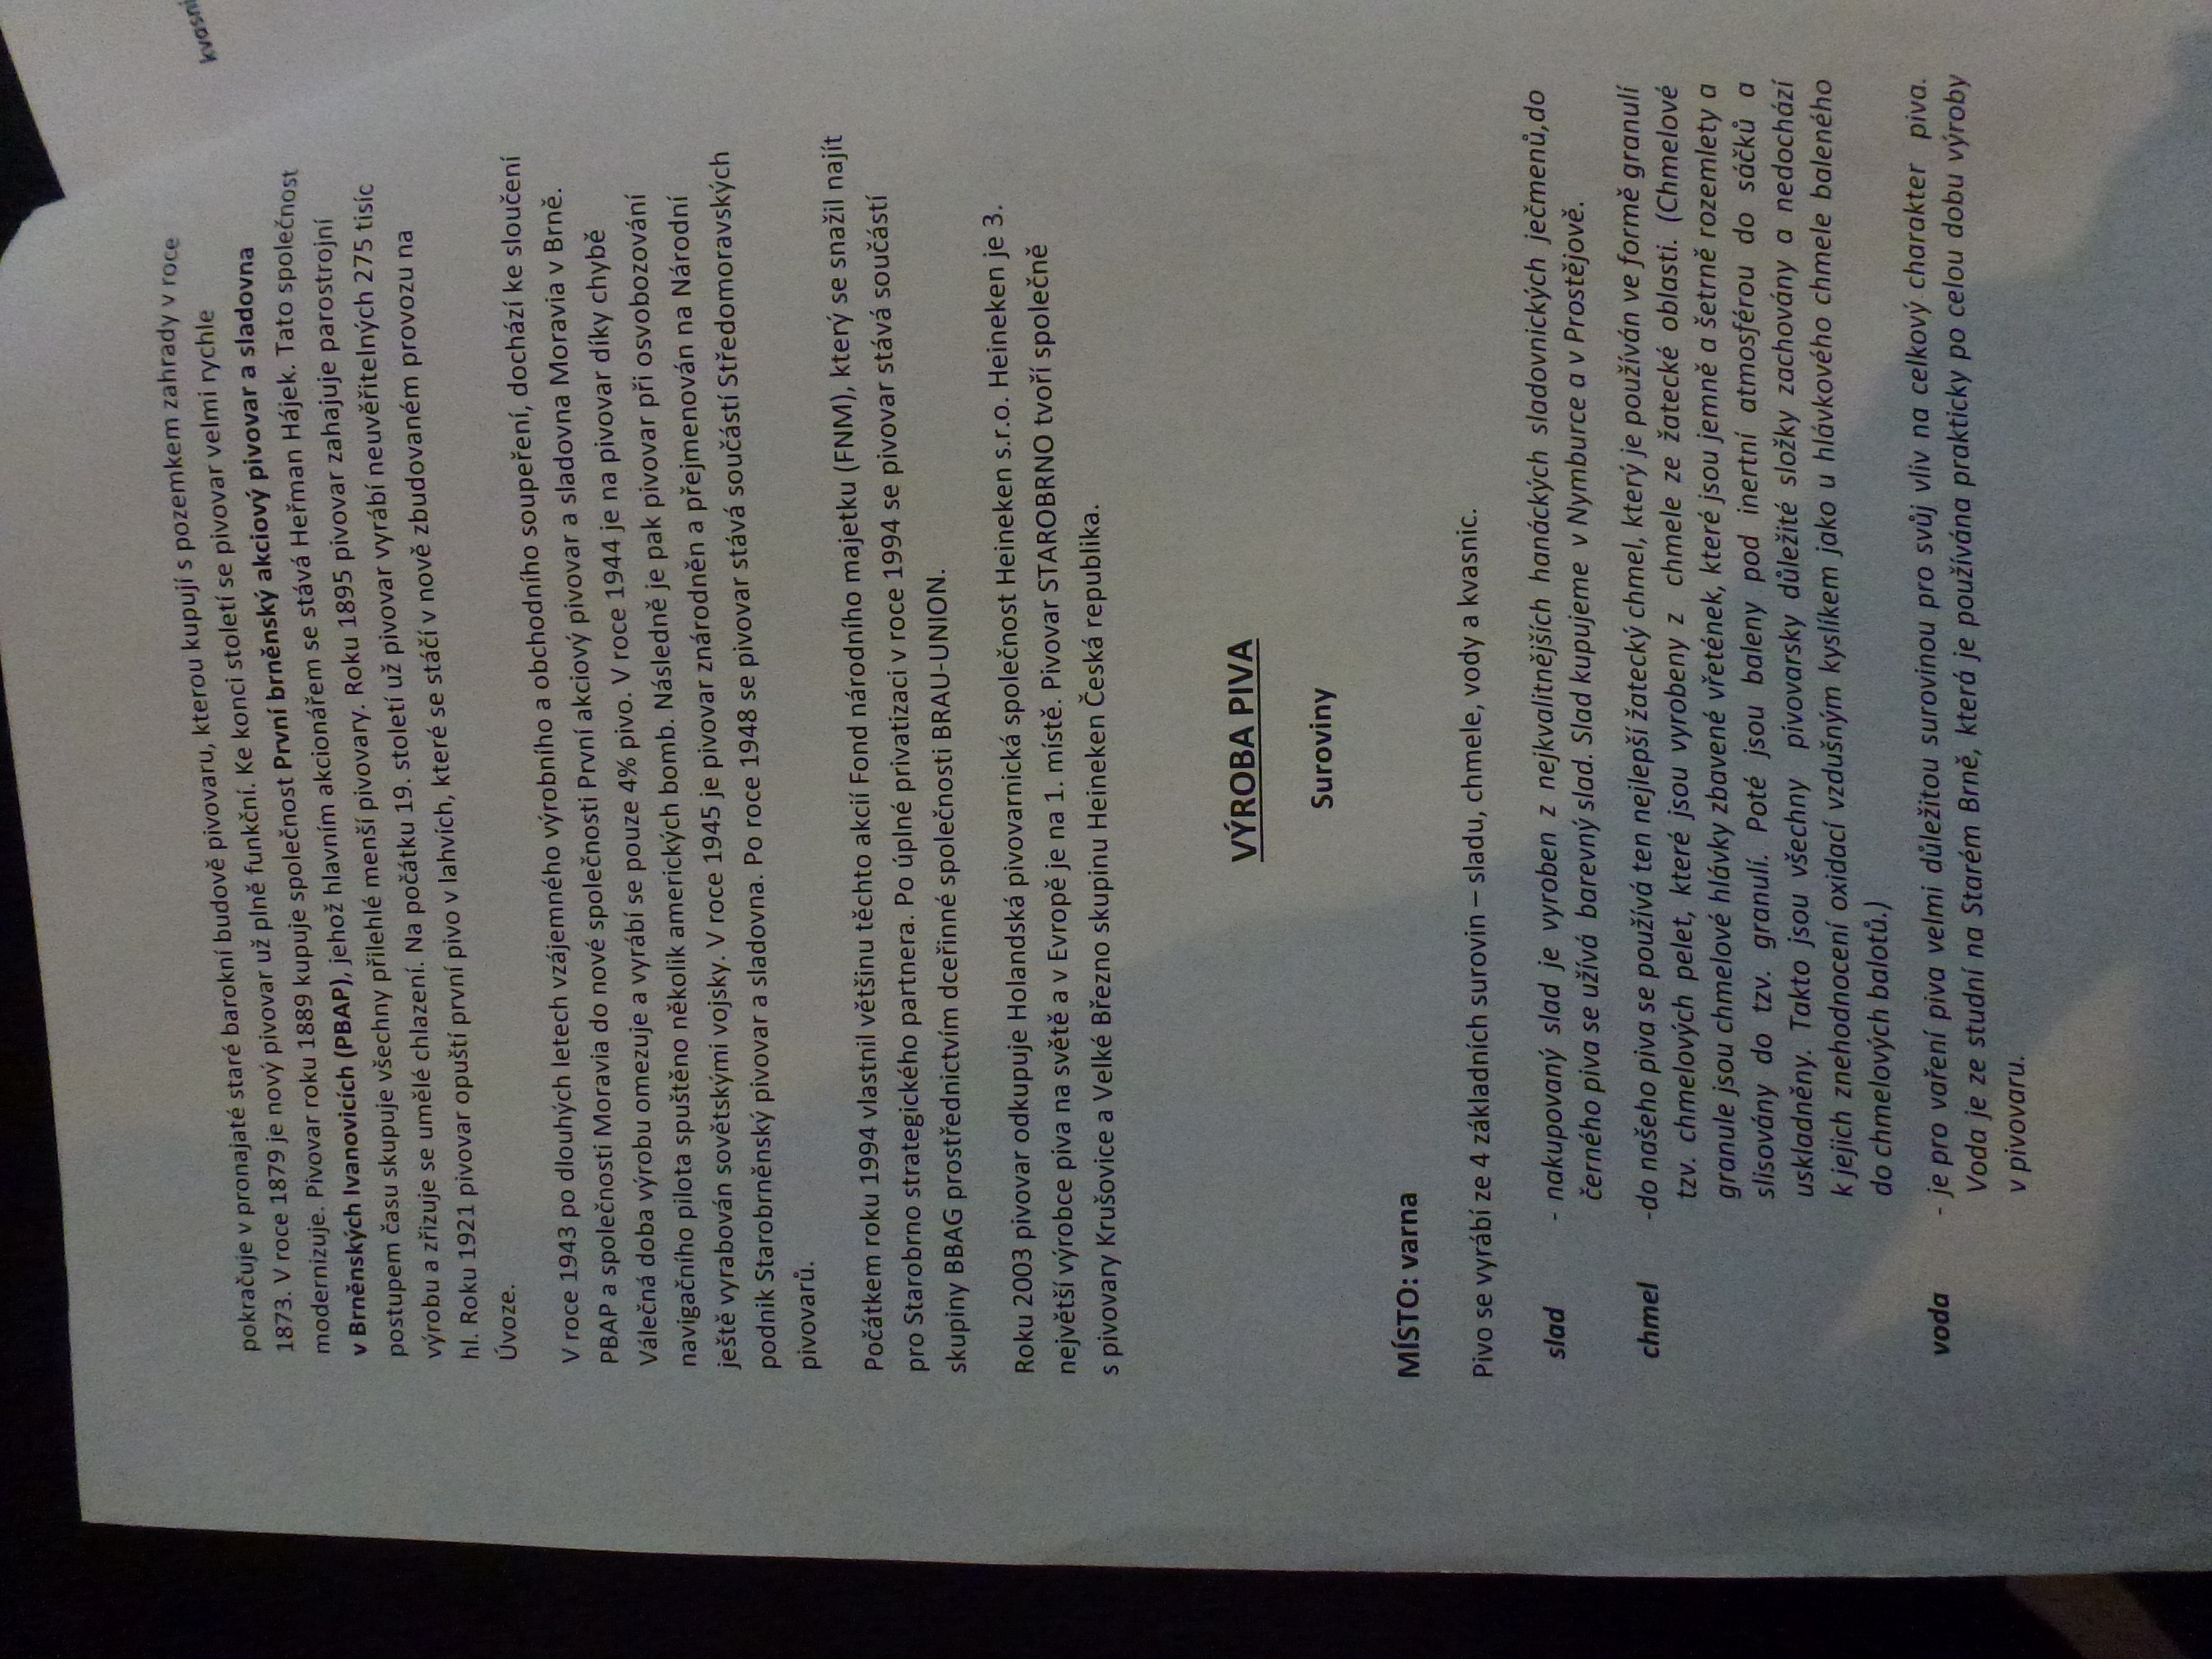 pokračuje v pronajaté staré barokní budově pivovaru, kterou kupují s pozemkem zahrady v roce
1873. V roce 1879 je nový pivovar už plně funkční. Ke konci století se pivovar velmi rychle
modernizuje. Pivovar roku 1889 kupuje společnost První brněnský akciový pivovar a sladovna
v Brněnských Ivanovicích (PBAP), jehož hlavním akcionářem se stává Heřman Hájek. Tato společnost
postupem času skupuje všechny přilehlé menší pivovary. Roku 1895 pivovar zahajuje parostrojní
výrobu a zřizuje se umělé chlazení. Na počátku 19. století už pivovar vyrábí neuvěřitelných 275 tisíc
hl. Roku 1921 pivovar opuští první pivo v lahvích, které se stáčí v nově zbudovaném provozu na
Úvoze.
V roce 1943 po dlouhých letech vzájemného výrobního a obchodního soupeření, dochází ke sloučení
PBAP a společnosti Moravia do nové společnosti První akciový pivovar a sladovna Moravia v Brně.
Válečná doba výrobu omezuje a vyrábí se pouze 4% pivo. V roce 1944 je na pivovar díky chybě
navigačního pilota spuštěno několik amerických bomb. Následně je pak pivovar při osvobozování
ještě vyrabován sovětskými vojsky. V roce 1945 je pivovar znárodněn a přejmenován na Národní
podnik Starobrněnský pivovar a sladovna. Po roce 1948 se pivovar stává součástí Středomoravských
pivovarů.
Počátkem roku 1994 vlastnil většinu těchto akcií Fond národního majetku (FNM), který se snažil najít
pro Starobrno strategického partnera. Po úplné privatizaci v roce 1994 se pivovar stává součástí
skupiny BBAG prostřednictvím dceřinné společnosti BRAU-UNION.
Roku 2003 pivovar odkupuje Holandská pivovarnická společnost Heineken s.r.o. Heineken je 3.
největší výrobce piva na světě a v Evropě je na 1. místě. Pivovar STAROBRNO tvoří společně
s pivovary Krušovice a Velké Březno skupinu Heineken Česká republika.
VÝROBA PIVA
Suroviny
MÍSTO: varna
Pivo se vyrábí ze 4 základních surovin – sladu, chmele, vody a kvasnic.
slad - nakupovaný slad je vyroben z nejkvalitnějších hanáckých sladovnických ječmenů,do
černého piva se užívá barevný slad. Slad kupujeme v Nymburce a v Prostějově.
chmel -do našeho piva se používá ten nejlepší žatecký chmel, který je používán ve formě granulí
tzv. chmelových pelet, které jsou vyrobeny z chmele ze žatecké oblasti. (Chmelové
granule jsou chmelové hlávky zbavené vřetének, které jsou jemně a šetrně rozemlety a
slisovány do tzv. granulí. Poté jsou baleny pod inertní atmosférou do sáčků a
uskladněny. Takto jsou všechny pivovarsky důležité složky zachovány a nedochází
k jejich znehodnocení oxidací vzdušným kyslíkem jako u hlávkového chmele baleného
do chmelových balotů.)
voda - je pro vaření piva velmi důležitou surovinou pro svůj vliv na celkový charakter piva.
Voda je ze studní na Starém Brně, která je používána prakticky po celou dobu výroby
v pivovaru.